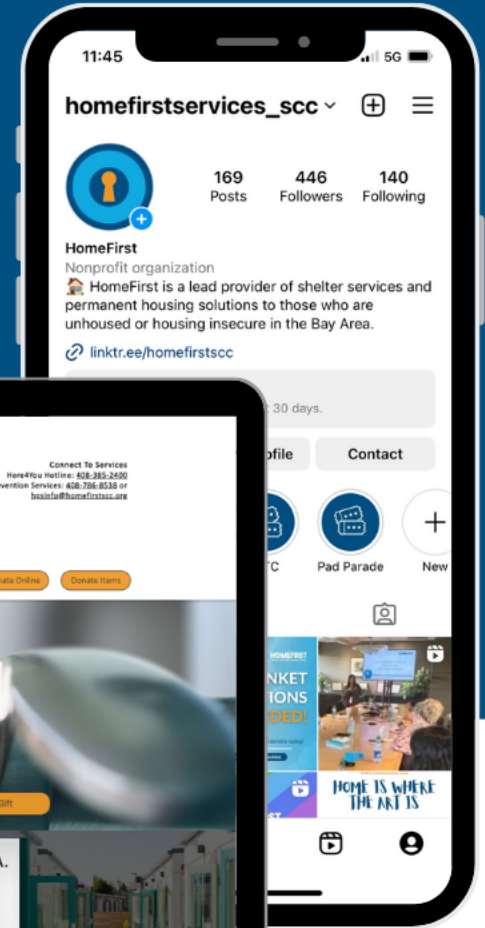 11:45
5G
homefirstservices_scc
169
446
140
Posts
Followers
Following
HomeFirst
Nonprofit organization
HomeFirst is a lead provider of shelter services and
permanent housing solutions to those who are
unhoused or housing insecure in the Bay Area.
linktr.ee/homefirstscc
30 days.
ofile
Contact
TC
Pad Parade
New
HOMEFIRST
NKET
IONS
DED!
HOME IS WHERE
THE ART IS
Connect To Services
Here4You Hotline: 408-385-2400
vention Services: 408-786-8538 or
hpsinfo@homefirstscc.org
nate Online
Donate Items
Gift
A.